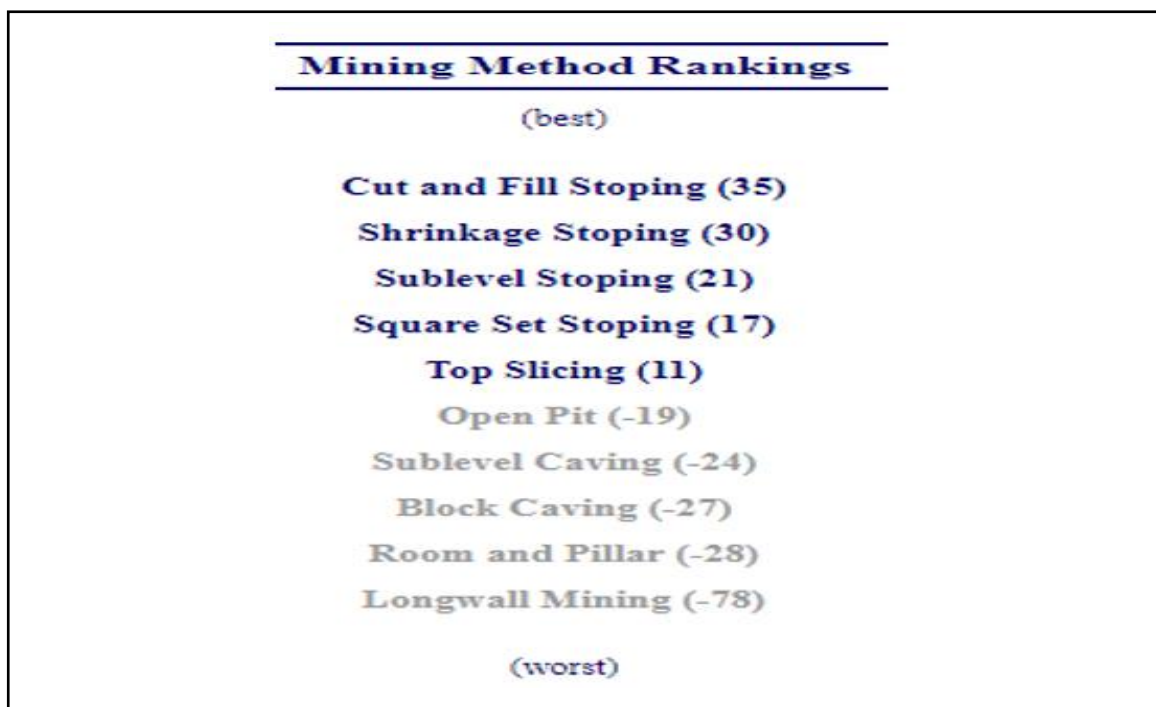 Mining Method Rankings
(best)
Cut and Fill Stoping (35)
Shrinkage Stoping (30)
Sublevel Stoping (21)
Square Set Stoping (17)
Top Slicing (11)
Open Pit (-19)
Sublevel Caving (-24)
Block Caving (-27)
Room and Pillar (-28)
Longwall Mining (-78)
(worst)